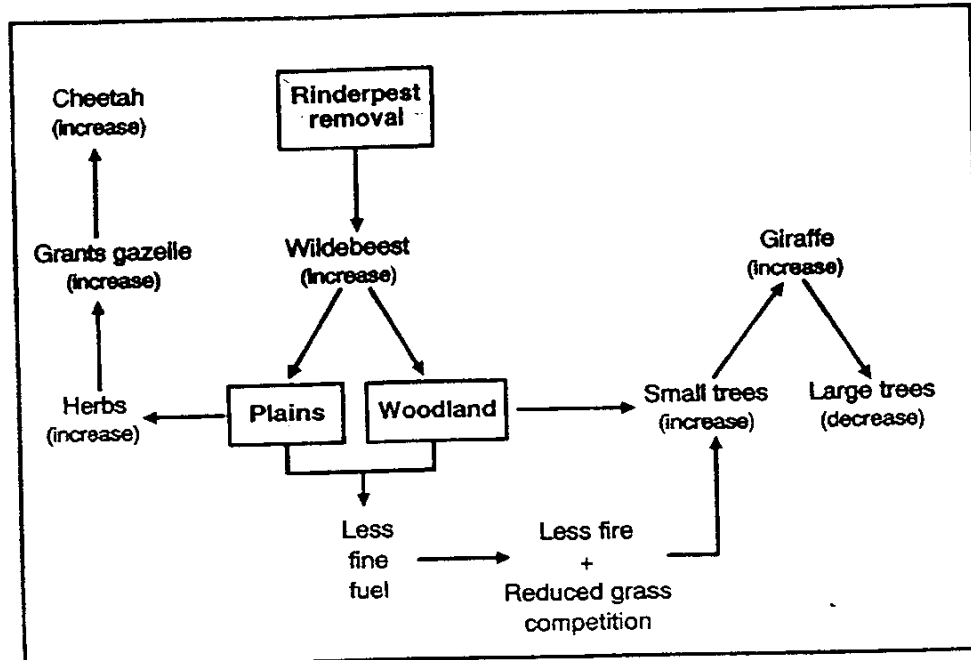 Cheetah
(increase)
Rinderpest
removal
Grants gazelle
(increase)
Wildebeest
(increase)
Giraffe
(increase)
Herbs
(increase)
Plains
Woodland
Small trees
(increase)
Large trees
(decrease)
Less
fine
fuel
Less fire
+
Reduced grass
competition